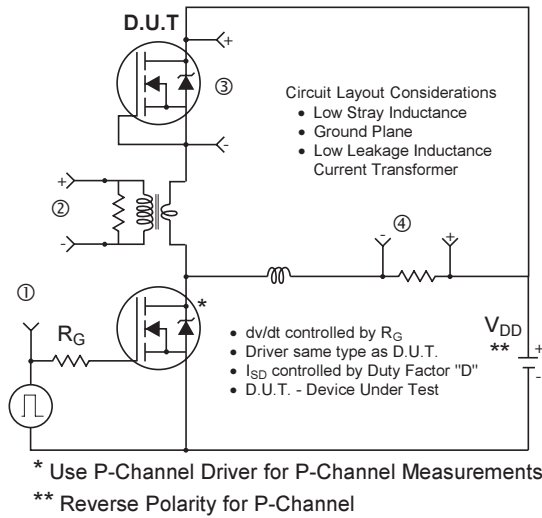 D.U.T
+
③
-
Circuit Layout Considerations
• Low Stray Inductance
• Ground Plane
• Low Leakage Inductance
Current Transformer
+
②
-
④
-
+
①
R_G
*
• dv/dt controlled by R_G
• Driver same type as D.U.T.
• I_SD controlled by Duty Factor "D"
• D.U.T. - Device Under Test
V_DD
**
+
-
* Use P-Channel Driver for P-Channel Measurements
** Reverse Polarity for P-Channel